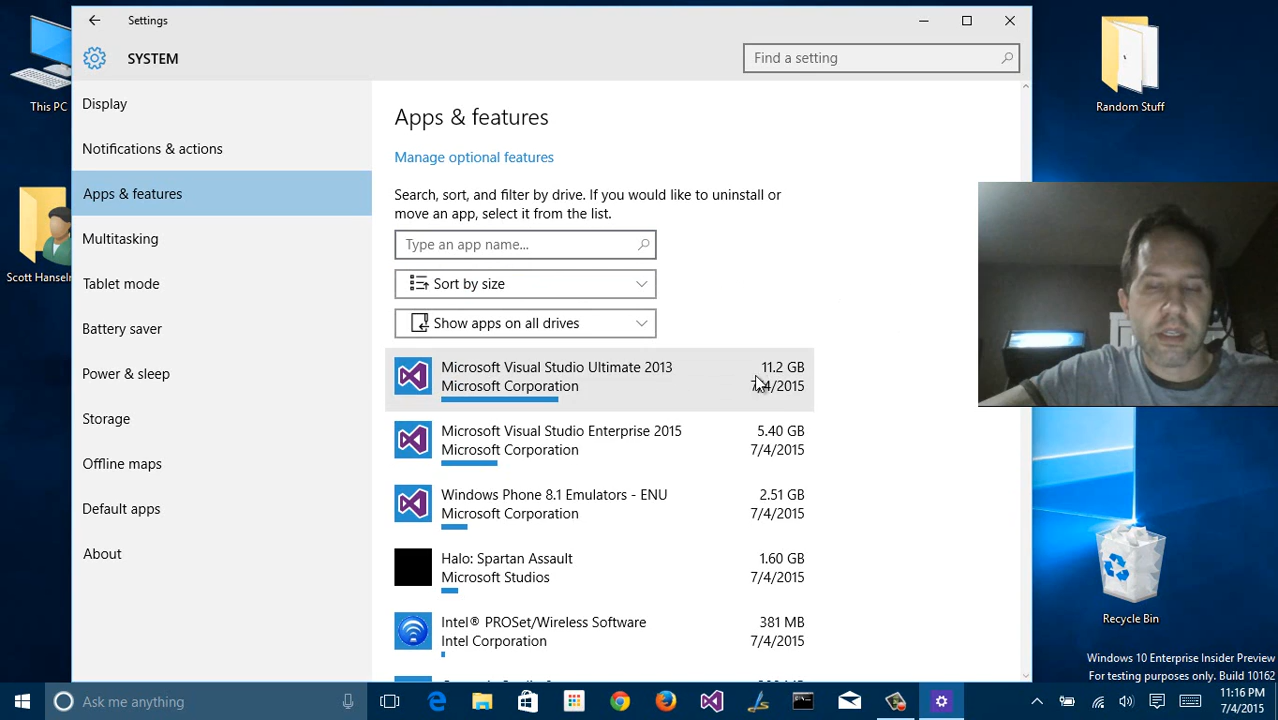 Settings
SYSTEM
Find a setting
Display
Notifications & actions
Apps & features
Multitasking
Tablet mode
Battery saver
Power & sleep
Storage
Offline maps
Default apps
About
Apps & features
Manage optional features
Search, sort, and filter by drive. If you would like to uninstall or
move an app, select it from the list.
Type an app name...
Sort by size
Show apps on all drives
Microsoft Visual Studio Ultimate 2013 11.2 GB
Microsoft Corporation 7/4/2015
Microsoft Visual Studio Enterprise 2015 5.40 GB
Microsoft Corporation 7/4/2015
Windows Phone 8.1 Emulators - ENU 2.51 GB
Microsoft Corporation 7/4/2015
Halo: Spartan Assault 1.60 GB
Microsoft Studios 7/4/2015
Intel® PROSet/Wireless Software 381 MB
Intel Corporation 7/4/2015
This PC
Scott Hanseln
Random Stuff
Recycle Bin
Windows 10 Enterprise Insider Preview
For testing purposes only. Build 10162
Ask me anything
11:16 PM
7/4/2015